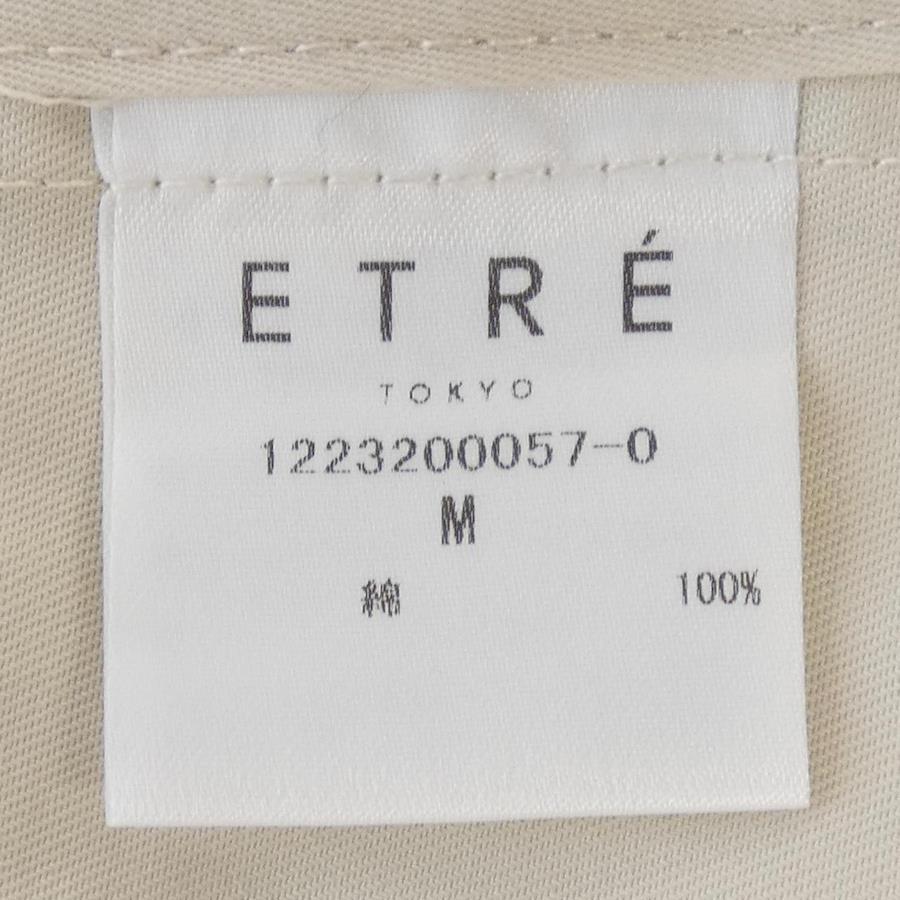 ETRÉ
TOKYO
1223200057-0
M
綿 100%